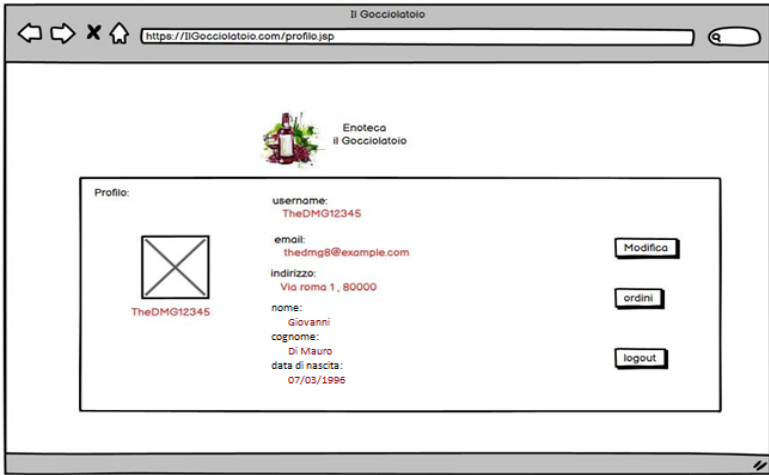 Il Gocciolatoio
https://IlGocciolatoio.com/profilo.jsp
Enoteca
il Gocciolatoio
Profilo:
username:
TheDMG12345
email:
thedmg8@example.com
indirizzo:
Via roma 1 , 80000
nome:
Giovanni
cognome:
Di Mauro
data di nascita:
07/03/1996
TheDMG12345
Modifica
ordini
logout